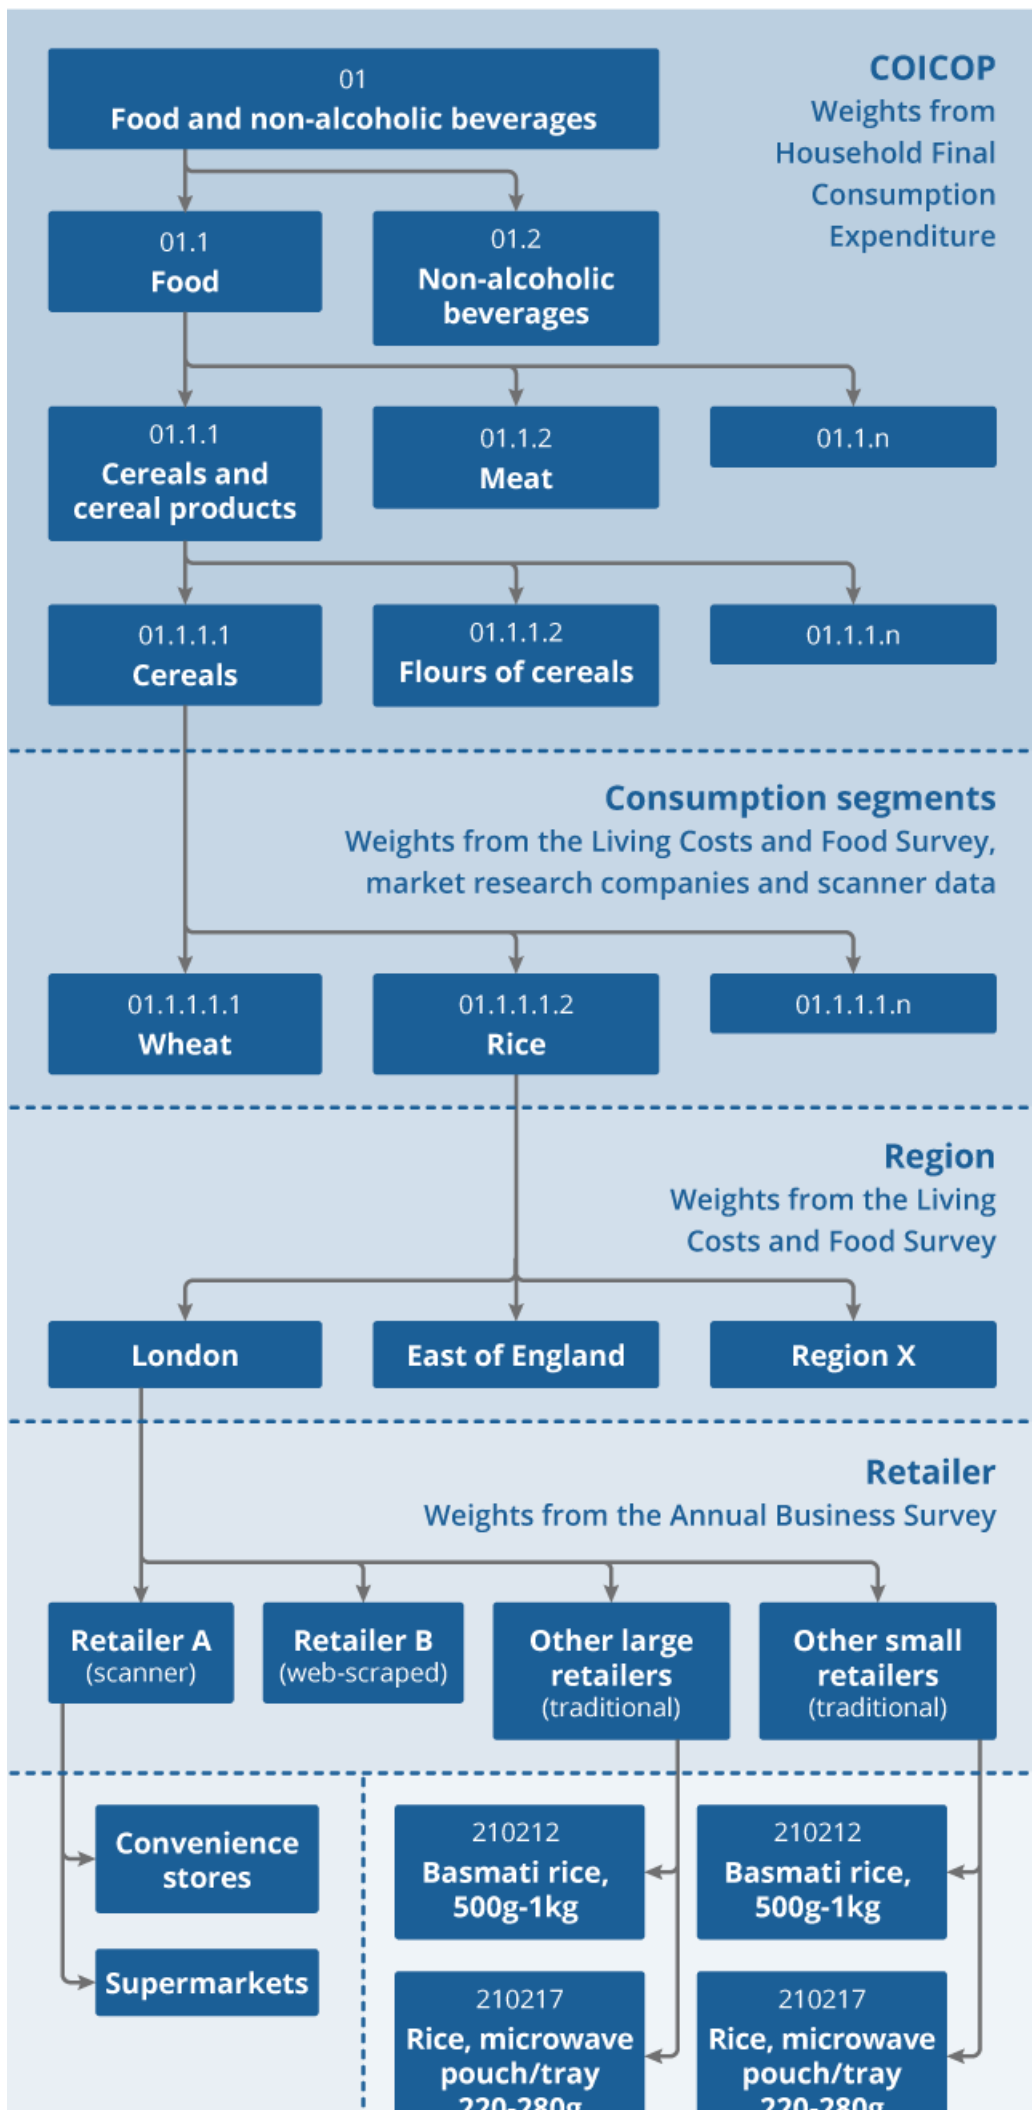 01
Food and non-alcoholic beverages
COICOP
Weights from
Household Final
Consumption
Expenditure
01.1
Food
01.2
Non-alcoholic
beverages
01.1.1
Cereals and
cereal products
01.1.2
Meat
01.1.n
01.1.1.1
Cereals
01.1.1.2
Flours of cereals
01.1.1.n
Consumption segments
Weights from the Living Costs and Food Survey,
market research companies and scanner data
01.1.1.1.1
Wheat
01.1.1.1.2
Rice
01.1.1.1.n
Region
Weights from the Living
Costs and Food Survey
London
East of England
Region X
Retailer
Weights from the Annual Business Survey
Retailer A
(scanner)
Retailer B
(web-scraped)
Other large
retailers
(traditional)
Other small
retailers
(traditional)
Convenience
stores
Supermarkets
210212
Basmati rice,
500g-1kg
210212
Basmati rice,
500g-1kg
210217
Rice, microwave
pouch/tray
220-280g
210217
Rice, microwave
pouch/tray
220-280g